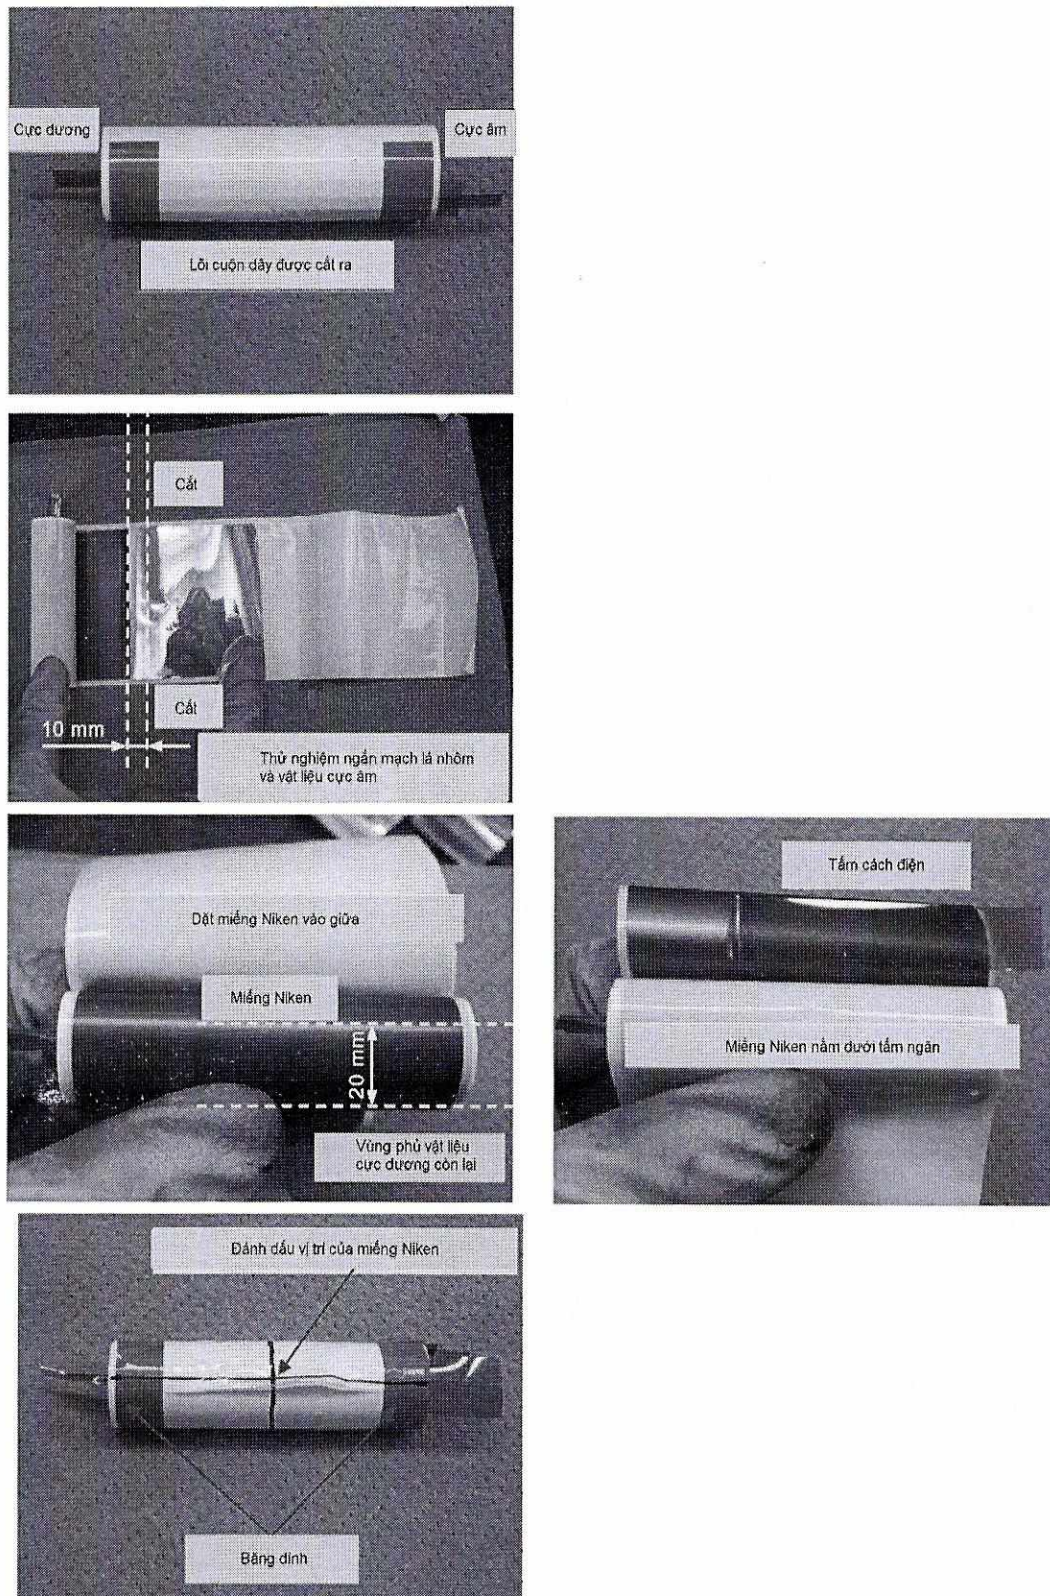 Cực dương
Cực âm
Lõi cuộn dây được cắt ra
Cắt
Cắt
10 mm
Thử nghiệm ngắn mạch lá nhôm
và vật liệu cực âm
Dặt miếng Niken vào giữa
Miếng Niken
20 mm
Vùng phủ vật liệu
cực dương còn lại
Tấm cách điện
Miếng Niken nằm dưới tấm ngăn
Đánh dấu vị trí của miếng Niken
Băng dính